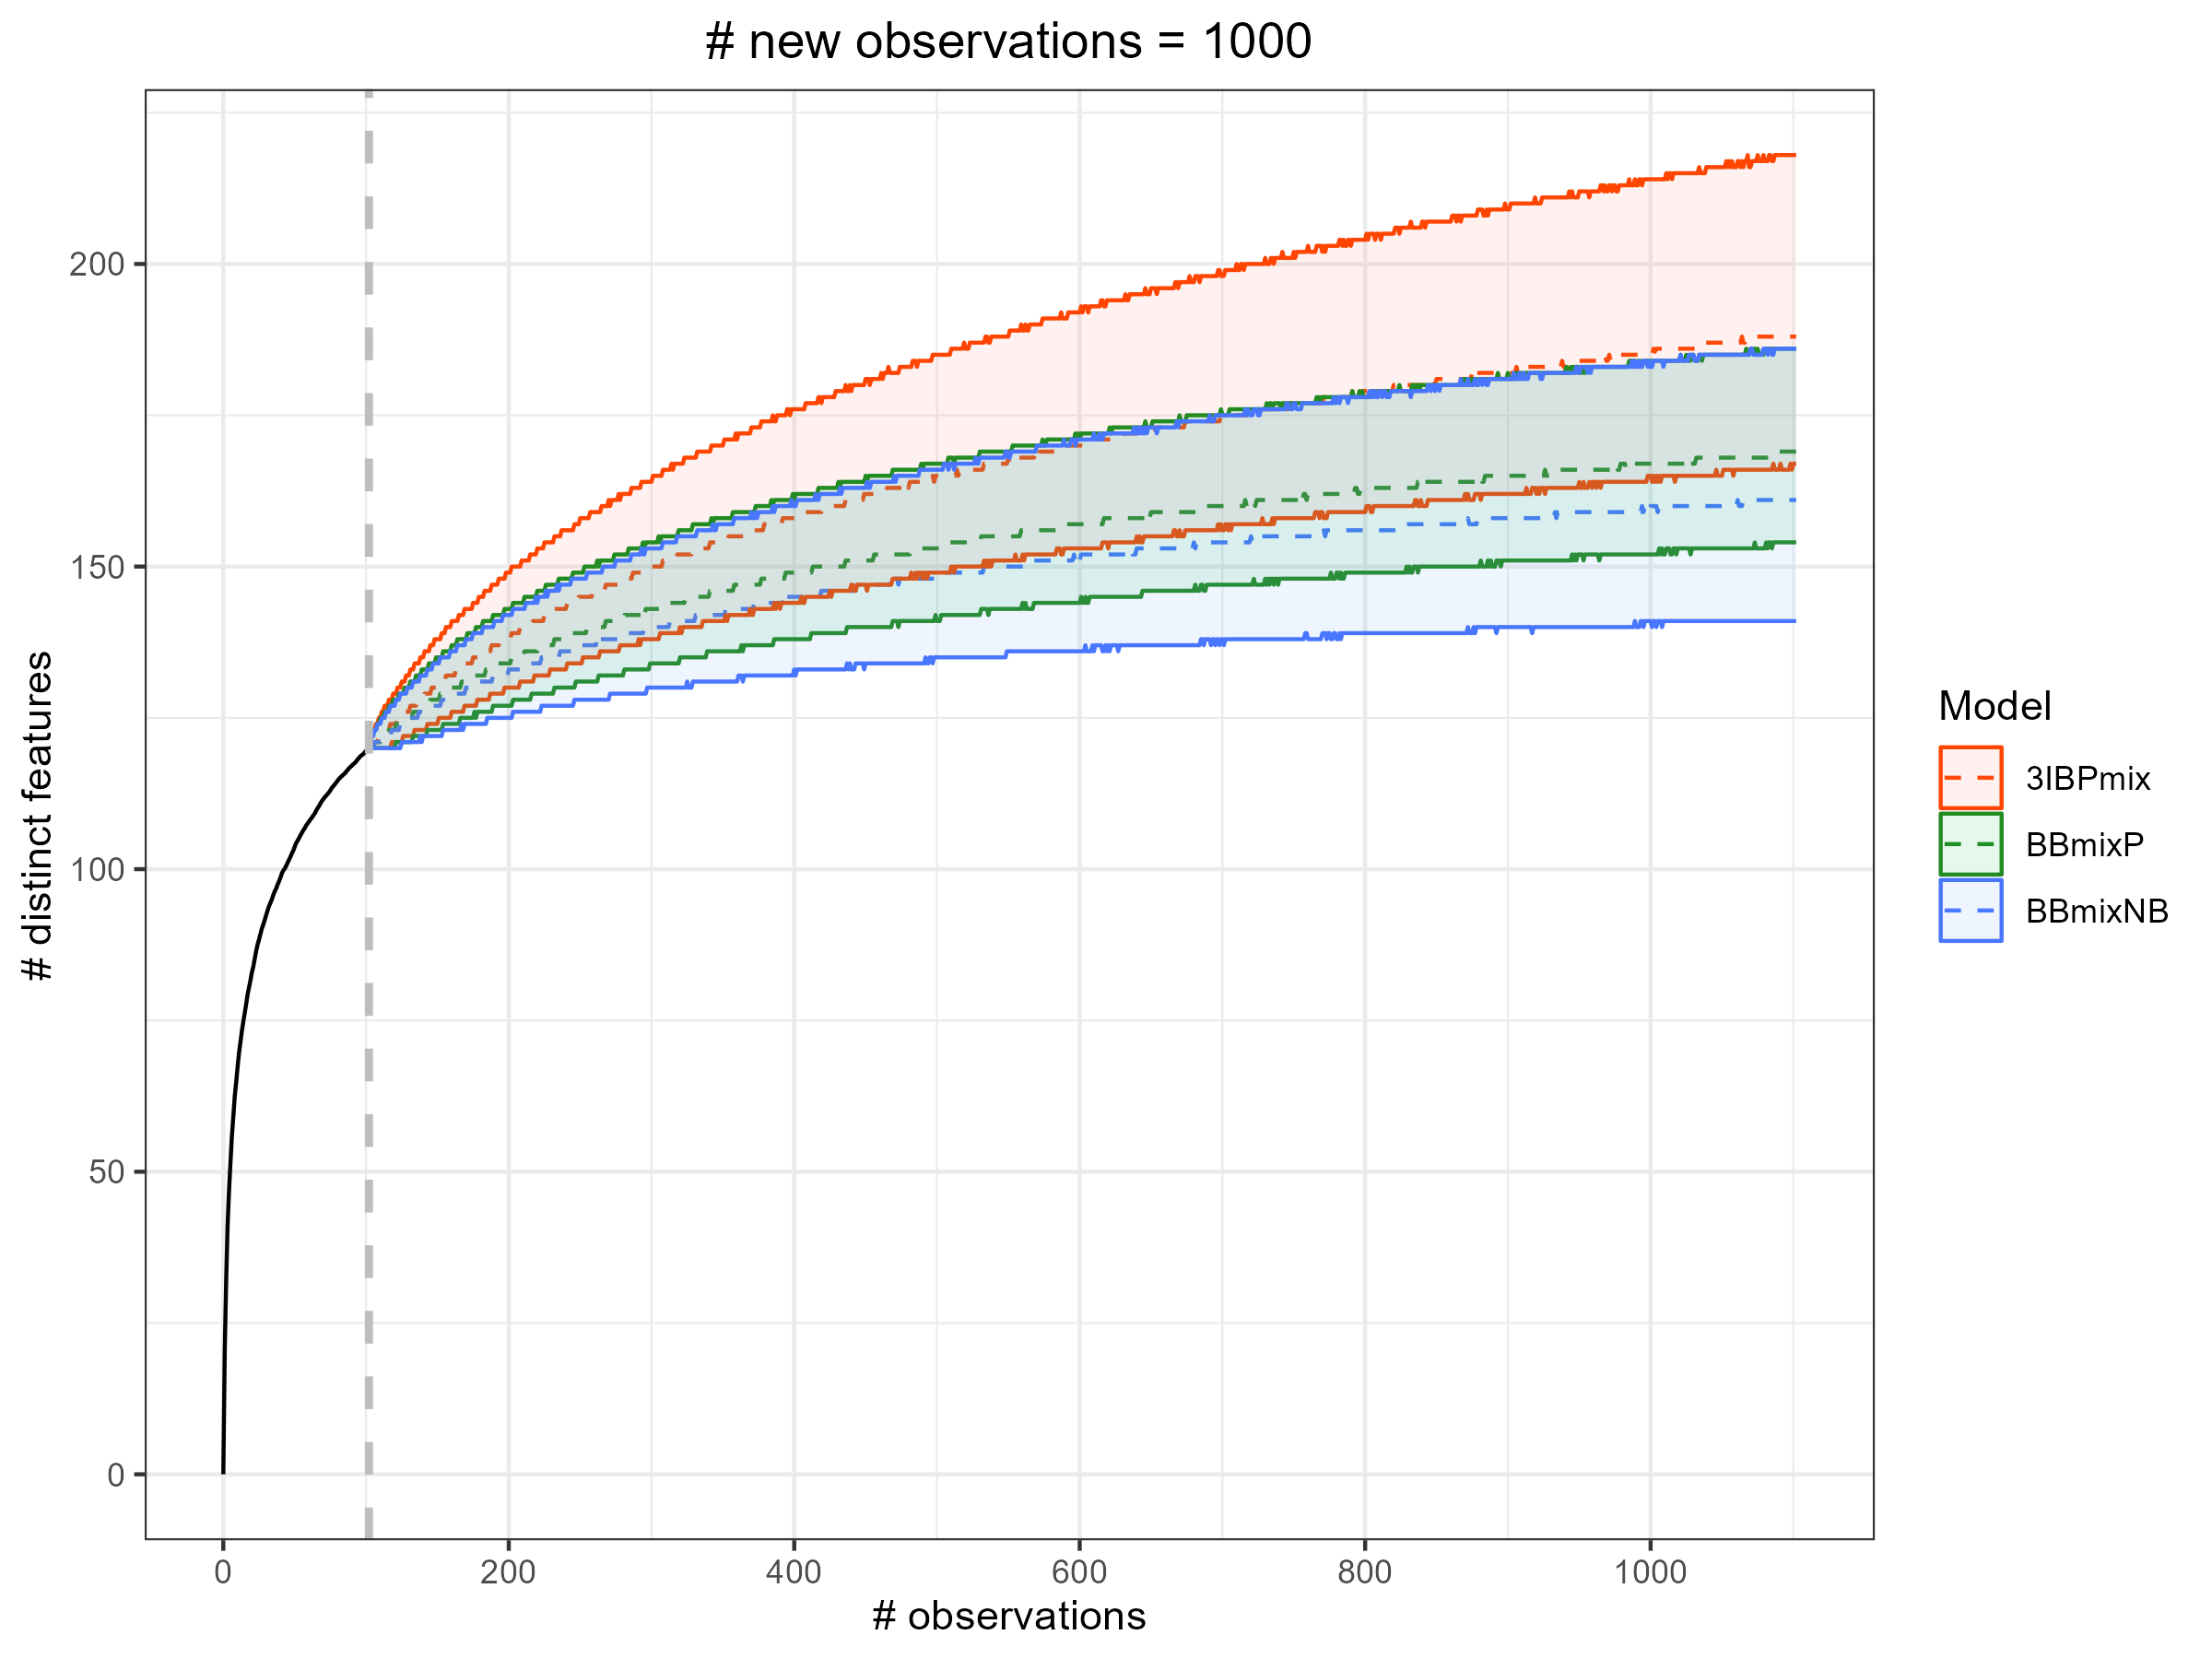 # new observations = 1000
# distinct features
200
150
100
50
0
0 200 400 600 800 1000
# observations
Model
3IBPmix
BBmixP
BBmixNB